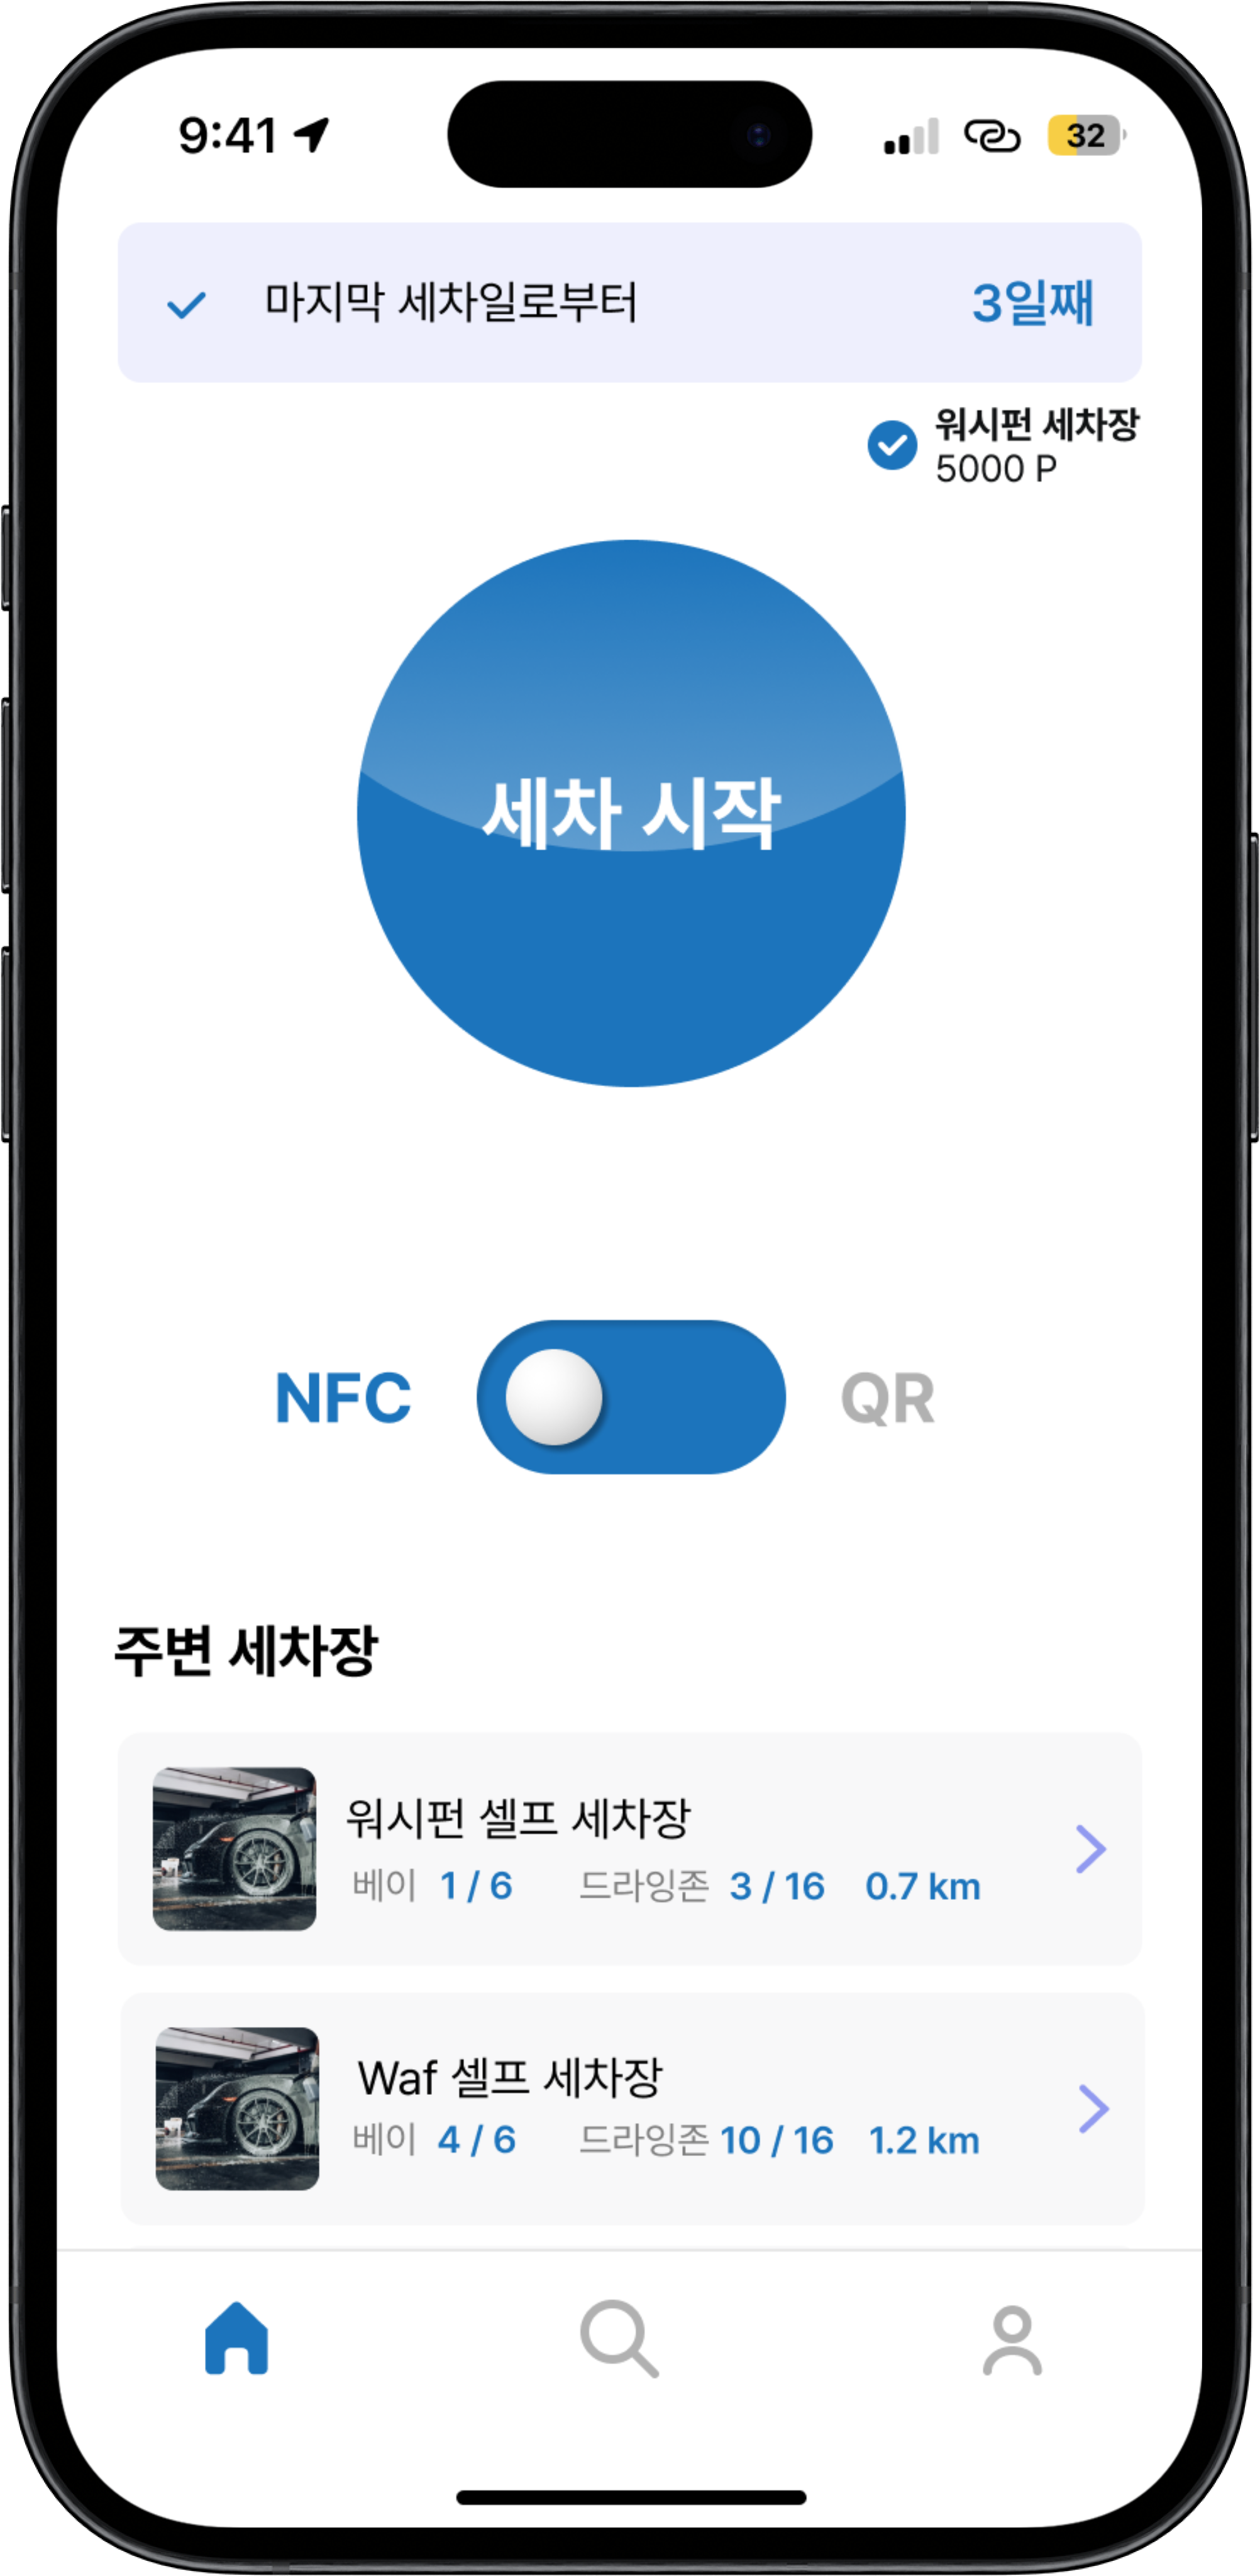 9:41
32
마지막 세차일로부터 3일째
워시펀 세차장
5000 P
세차 시작
NFC QR
주변 세차장
워시펀 셀프 세차장
베이 1 / 6 드라잉존 3 / 16 0.7 km
Waf 셀프 세차장
베이 4 / 6 드라잉존 10 / 16 1.2 km